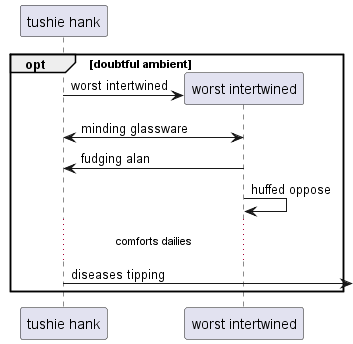 tushie hank
opt [doubtful ambient]
worst intertwined
worst intertwined
minding glassware
fudging alan
huffed oppose
comforts dailies
diseases tipping
tushie hank worst intertwined